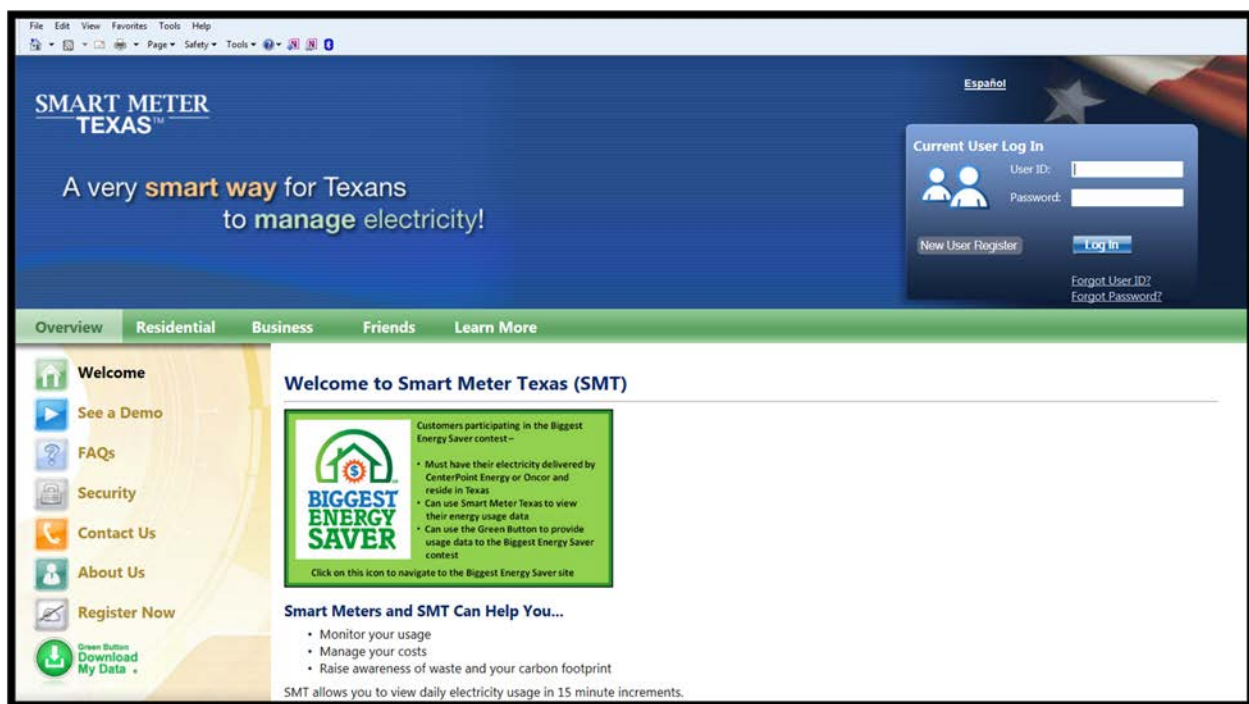 File Edit View Favorites Tools Help
Page Safety Tools
Español
SMART METER
TEXAS™
A very smart way for Texans
to manage electricity!
Current User Log In
User ID:
Password:
New User Register
Log In
Forgot User ID?
Forgot Password?
Overview Residential Business Friends Learn More
Welcome
See a Demo
FAQs
Security
Contact Us
About Us
Register Now
Green Button
Download
My Data
Welcome to Smart Meter Texas (SMT)
BIGGEST
ENERGY
SAVER
Customers participating in the Biggest
Energy Saver contest–
• Must have their electricity delivered by
CenterPoint Energy or Oncor and
reside in Texas
• Can use Smart Meter Texas to view
their energy usage data
• Can use the Green Button to provide
usage data to the Biggest Energy Saver
contest
Click on this icon to navigate to the Biggest Energy Saver site
Smart Meters and SMT Can Help You...
• Monitor your usage
• Manage your costs
• Raise awareness of waste and your carbon footprint
SMT allows you to view daily electricity usage in 15 minute increments.